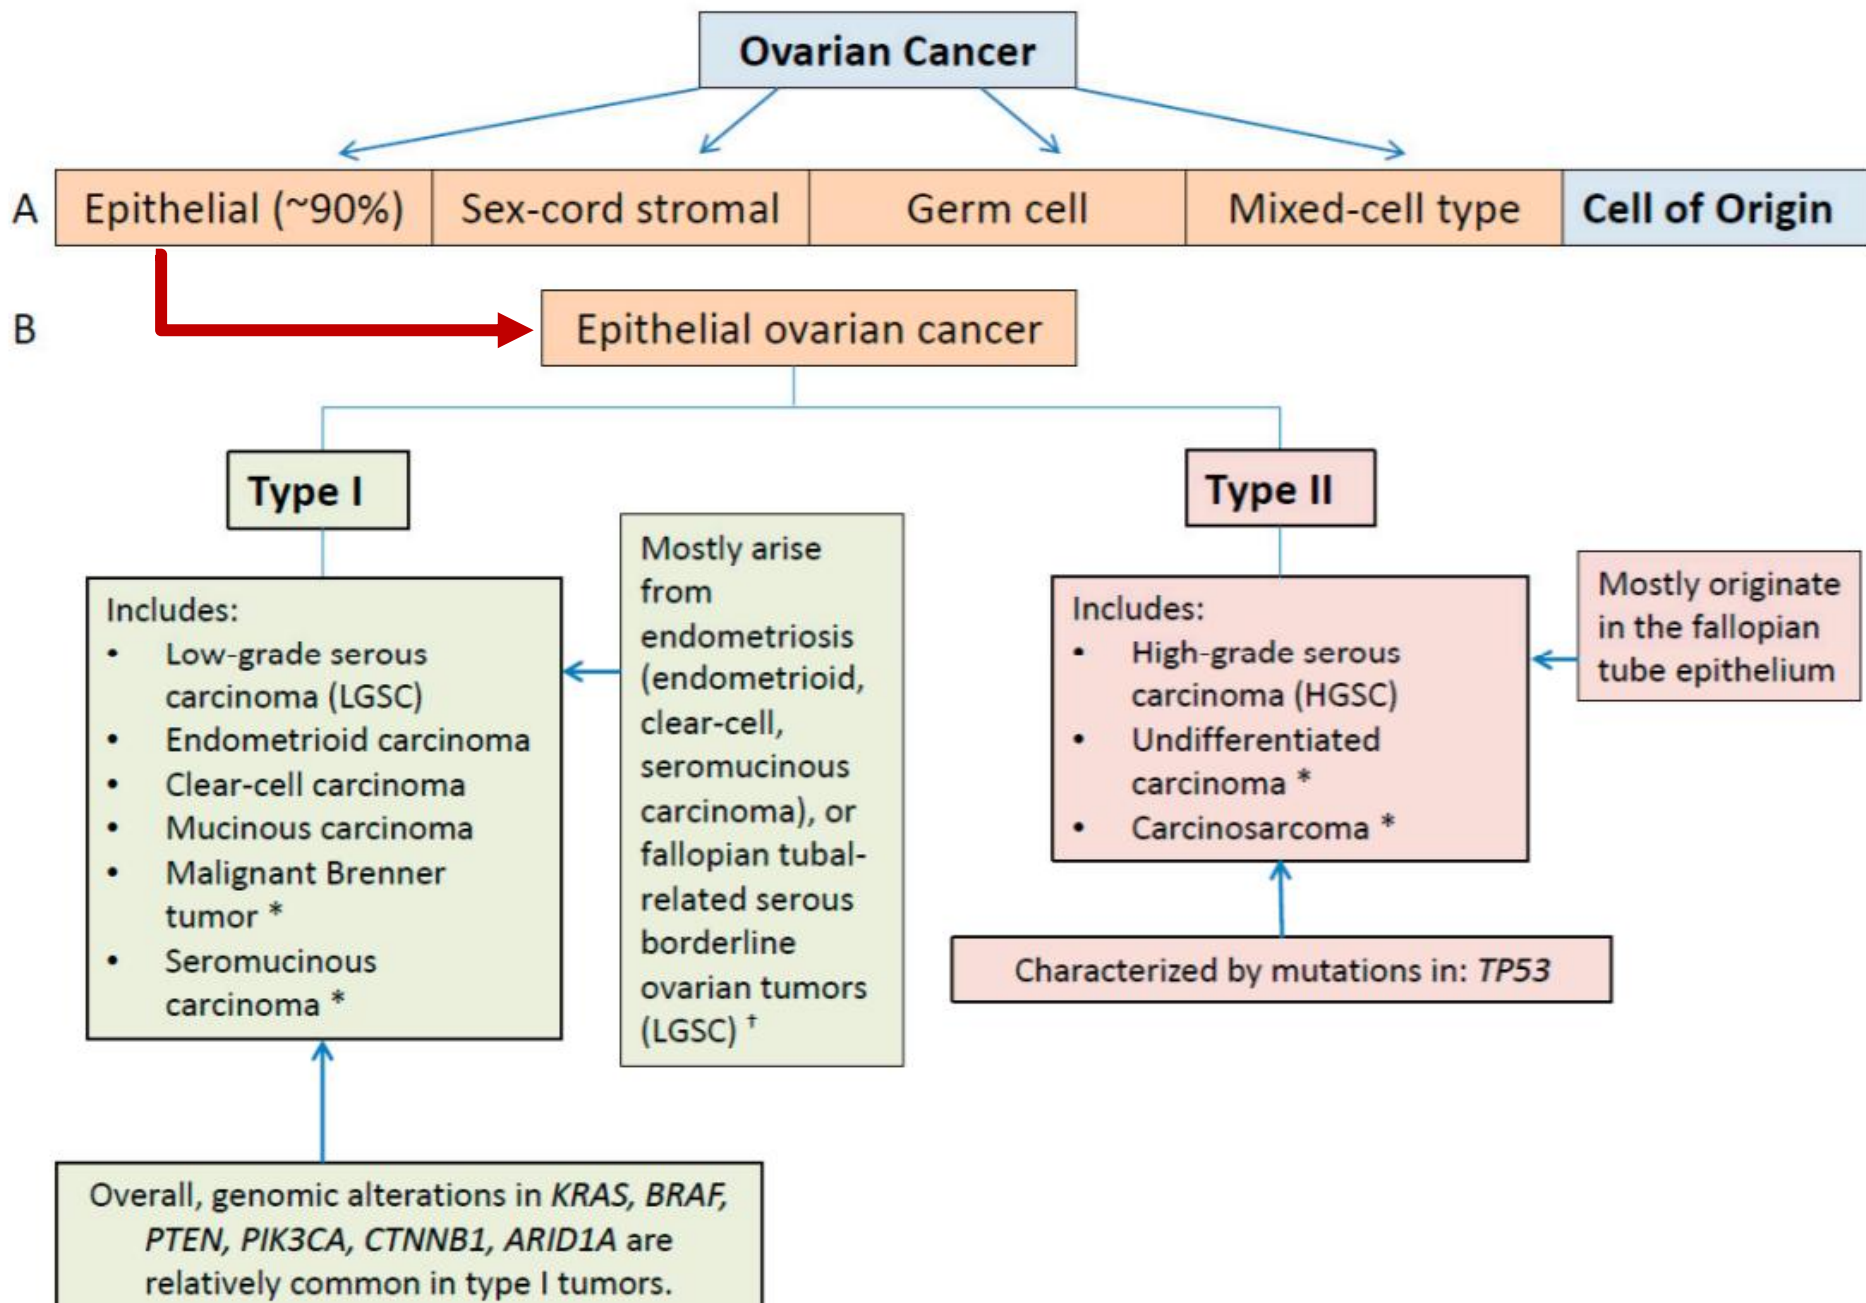 Ovarian Cancer
A
Epithelial (~90%)
Sex-cord stromal
Germ cell
Mixed-cell type
Cell of Origin
B
Epithelial ovarian cancer
Type I
Includes:
• Low-grade serous
carcinoma (LGSC)
• Endometrioid carcinoma
• Clear-cell carcinoma
• Mucinous carcinoma
• Malignant Brenner
tumor *
• Seromucinous
carcinoma *
Mostly arise
from
endometriosis
(endometrioid,
clear-cell,
seromucinous
carcinoma), or
fallopian tubal-
related serous
borderline
ovarian tumors
(LGSC) †
Overall, genomic alterations in KRAS, BRAF,
PTEN, PIK3CA, CTNNB1, ARID1A are
relatively common in type I tumors.
Type II
Includes:
• High-grade serous
carcinoma (HGSC)
• Undifferentiated
carcinoma *
• Carcinosarcoma *
Mostly originate
in the fallopian
tube epithelium
Characterized by mutations in: TP53